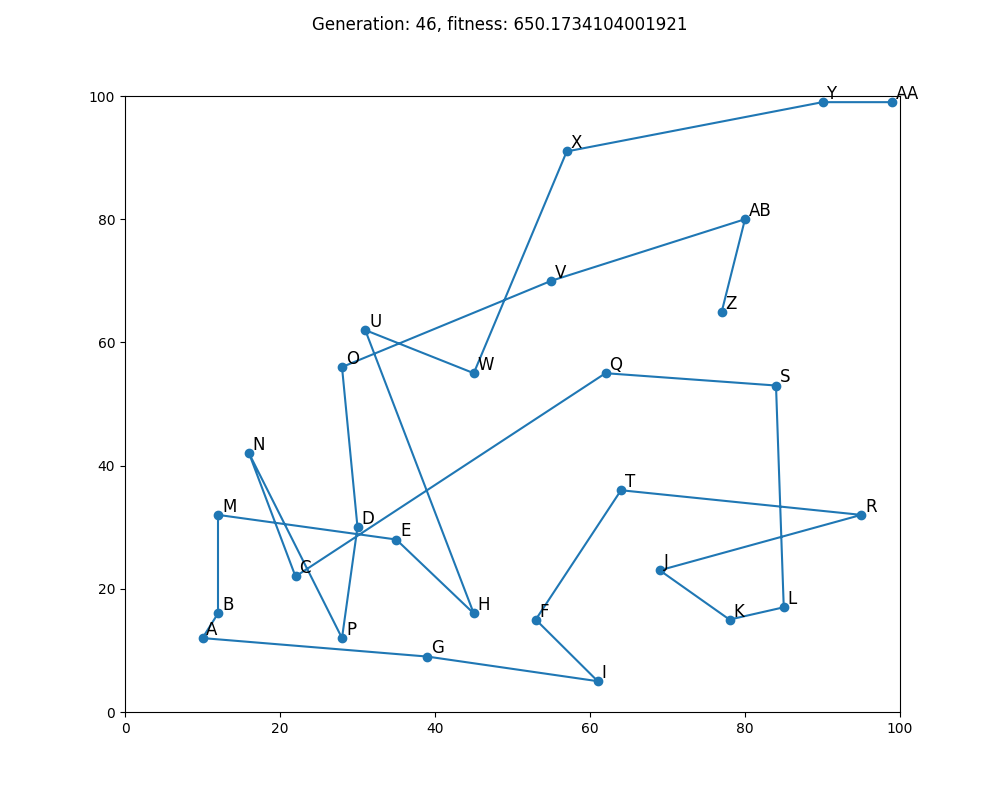 Generation: 46, fitness: 650.1734104001921
100
Y
AA
X
80
AB
V
Z
U
60
O
W
Q
S
N
40
T
M
R
D
E
C
J
20
B
H
F
K
L
A
P
G
I
0
0 20 40 60 80 100